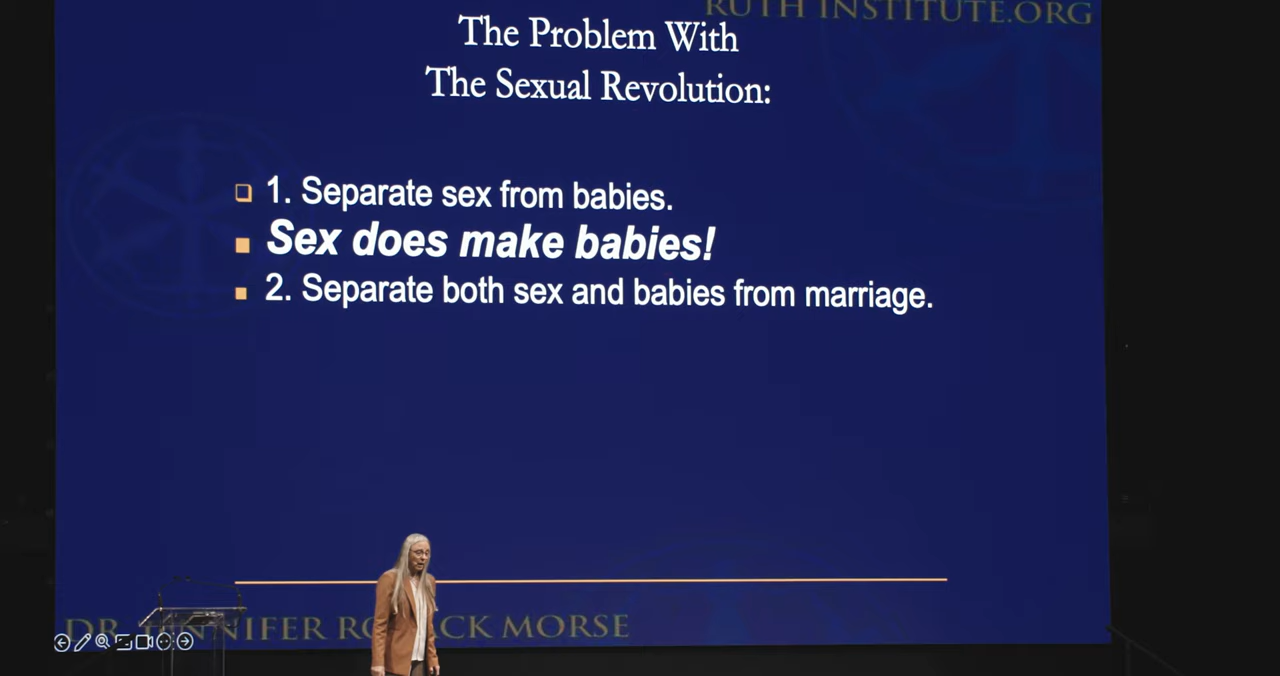 RUTH INSTITUTE.ORG
The Problem With
The Sexual Revolution:
1. Separate sex from babies.
Sex does make babies!
2. Separate both sex and babies from marriage.
DR. JENNIFER ROBACK MORSE